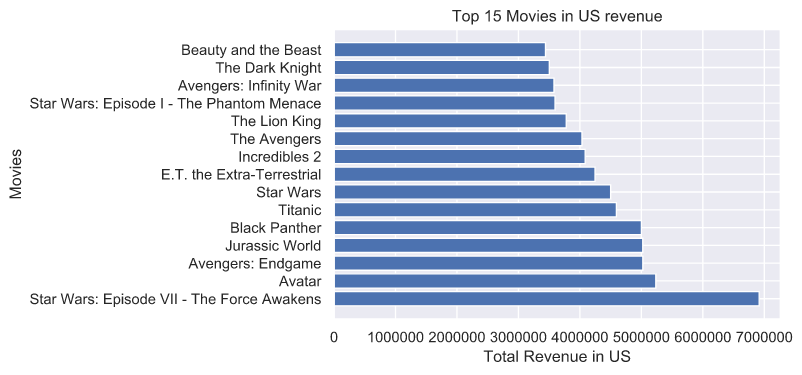 Top 15 Movies in US revenue
Movies
Beauty and the Beast
The Dark Knight
Avengers: Infinity War
Star Wars: Episode I - The Phantom Menace
The Lion King
The Avengers
Incredibles 2
E.T. the Extra-Terrestrial
Star Wars
Titanic
Black Panther
Jurassic World
Avengers: Endgame
Avatar
Star Wars: Episode VII - The Force Awakens
0 1000000 2000000 3000000 4000000 5000000 6000000 7000000
Total Revenue in US